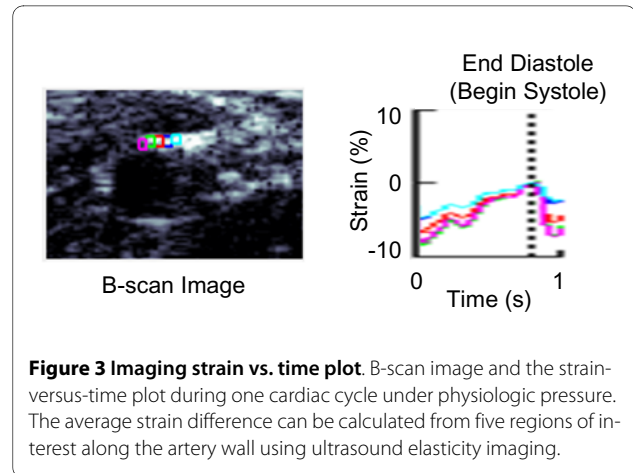 End Diastole
(Begin Systole)
10
0
-10
Strain (%)
0
1
Time (s)
B-scan Image
Figure 3 Imaging strain vs. time plot. B-scan image and the strain-
versus-time plot during one cardiac cycle under physiologic pressure.
The average strain difference can be calculated from five regions of in-
terest along the artery wall using ultrasound elasticity imaging.